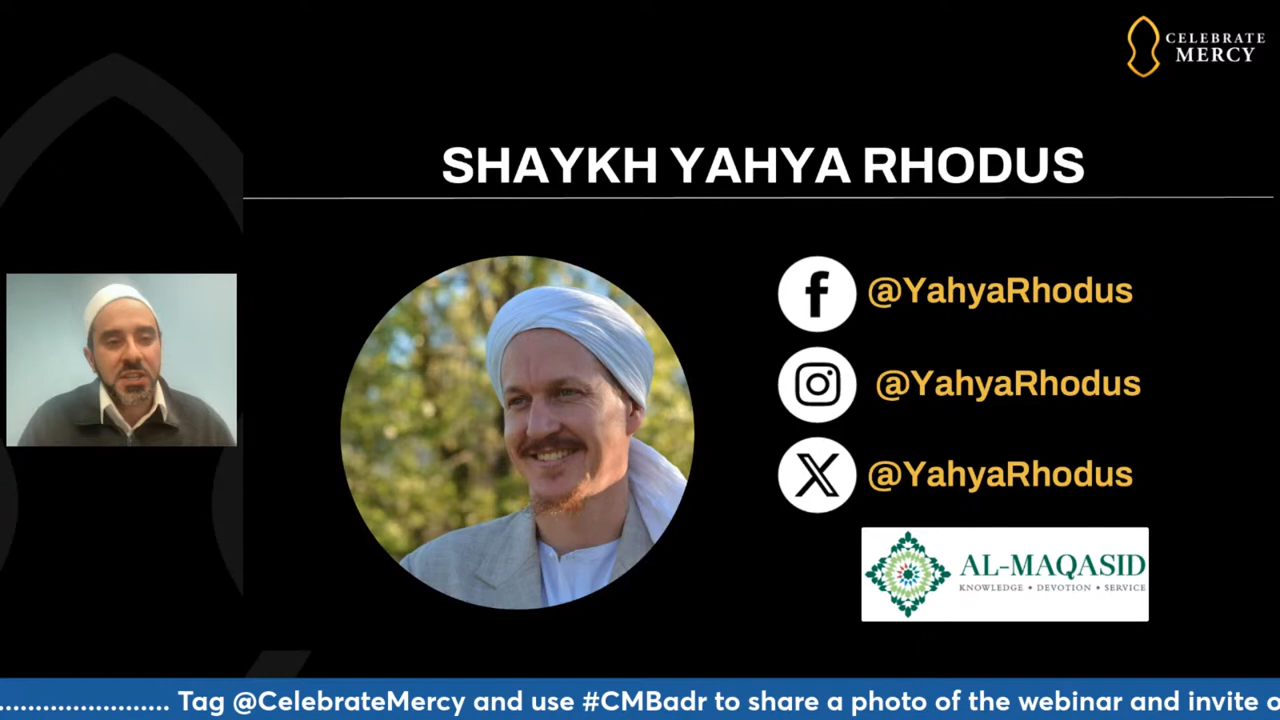 CELEBRATE
MERCY
SHAYKH YAHYA RHODUS
@YahyaRhodus
@YahyaRhodus
@YahyaRhodus
AL-MAQASID
KNOWLEDGE • DEVOTION • SERVICE
....................... Tag @CelebrateMercy and use #CMBadr to share a photo of the webinar and invite o